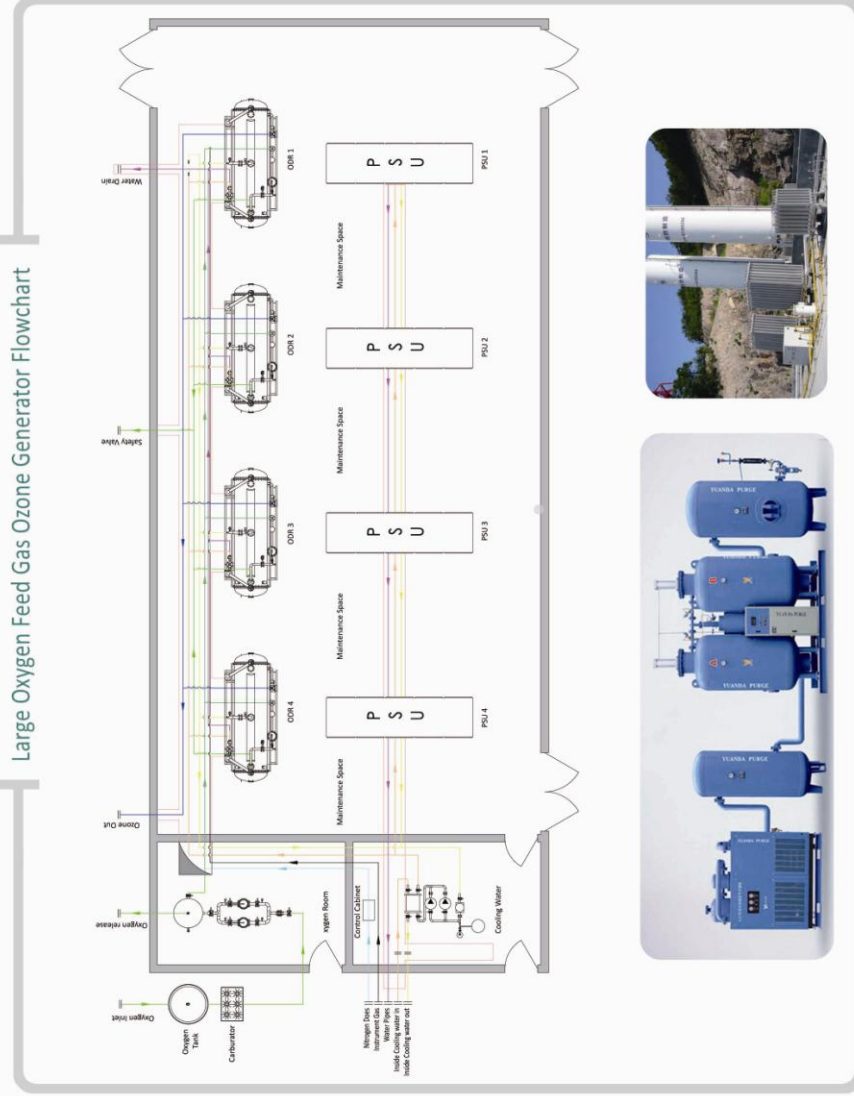 Large Oxygen Feed Gas Ozone Generator Flowchart
Water Drain
Safety Valve
Ozone Out
Oxygen release
Oxygen Inlet
ODR 1
ODR 2
ODR 3
ODR 4
P S U
P S U
P S U
P S U
PSU 1
PSU 2
PSU 3
PSU 4
Maintenance Space
Maintenance Space
Maintenance Space
Maintenance Space
xygen Room
Oxygen
Tank
Carburator
Control Cabinet
Cooling Water
Nitrogen Does
Instrument Gas
Water Pipes
Inside Cooling water in
Inside Cooling water out
YUANDA PURGE
YUANDA PURGE
YUANDA PURGE
YUANDA PURGE
YUANDA PURGE
YUANDA PURGE